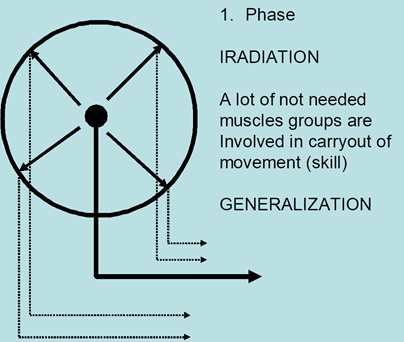 1. Phase
IRADIATION
A lot of not needed
muscles groups are
Involved in carryout of
movement (skill)
GENERALIZATION